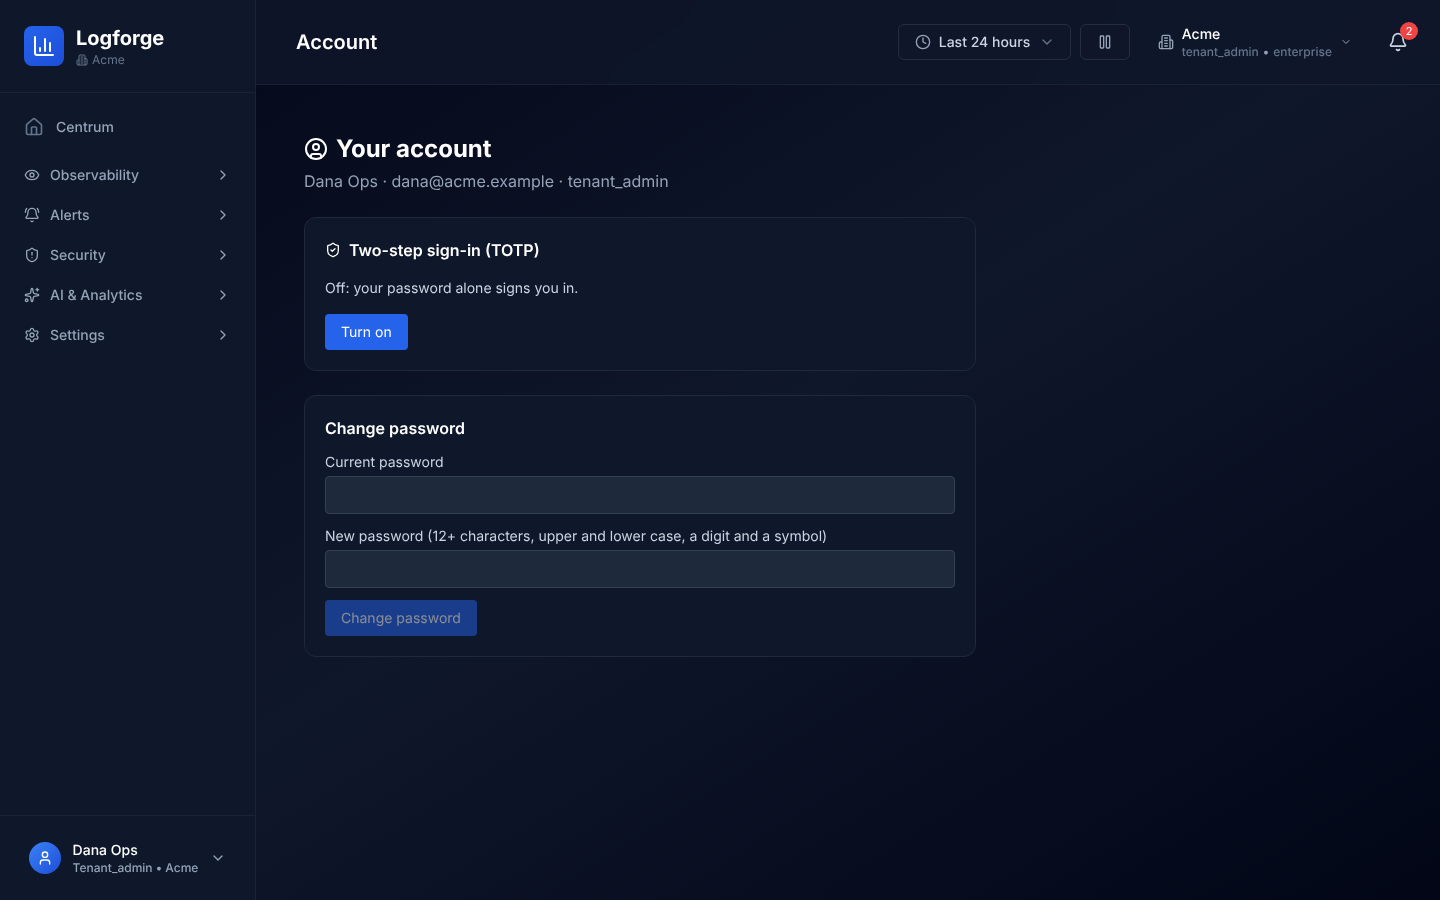 Logforge
Acme
Account
Last 24 hours
Acme
tenant_admin • enterprise
2
Centrum
Observability
Alerts
Security
AI & Analytics
Settings
Your account
Dana Ops · dana@acme.example · tenant_admin
Two-step sign-in (TOTP)
Off: your password alone signs you in.
Turn on
Change password
Current password
New password (12+ characters, upper and lower case, a digit and a symbol)
Change password
Dana Ops
Tenant_admin • Acme